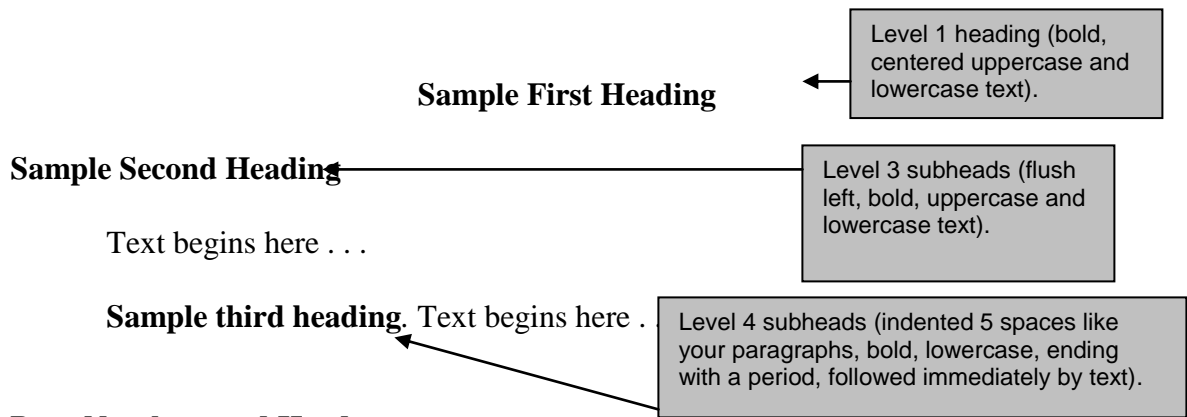 Level 1 heading (bold,
centered uppercase and
lowercase text).
Sample First Heading
Sample Second Heading
Level 3 subheads (flush
left, bold, uppercase and
lowercase text).
Text begins here . . .
Sample third heading. Text begins here . .
Level 4 subheads (indented 5 spaces like
your paragraphs, bold, lowercase, ending
with a period, followed immediately by text).